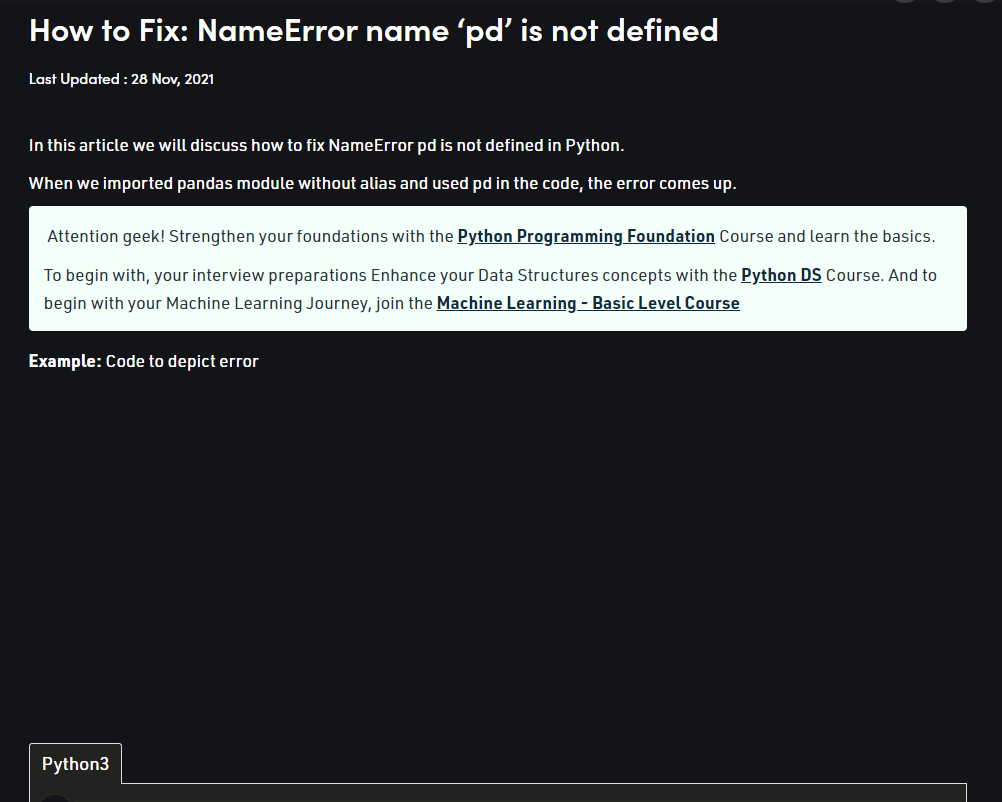 How to Fix: NameError name ‘pd’ is not defined
Last Updated : 28 Nov, 2021
In this article we will discuss how to fix NameError pd is not defined in Python.
When we imported pandas module without alias and used pd in the code, the error comes up.
Attention geek! Strengthen your foundations with the Python Programming Foundation Course and learn the basics.
To begin with, your interview preparations Enhance your Data Structures concepts with the Python DS Course. And to
begin with your Machine Learning Journey, join the Machine Learning - Basic Level Course
Example: Code to depict error
Python3